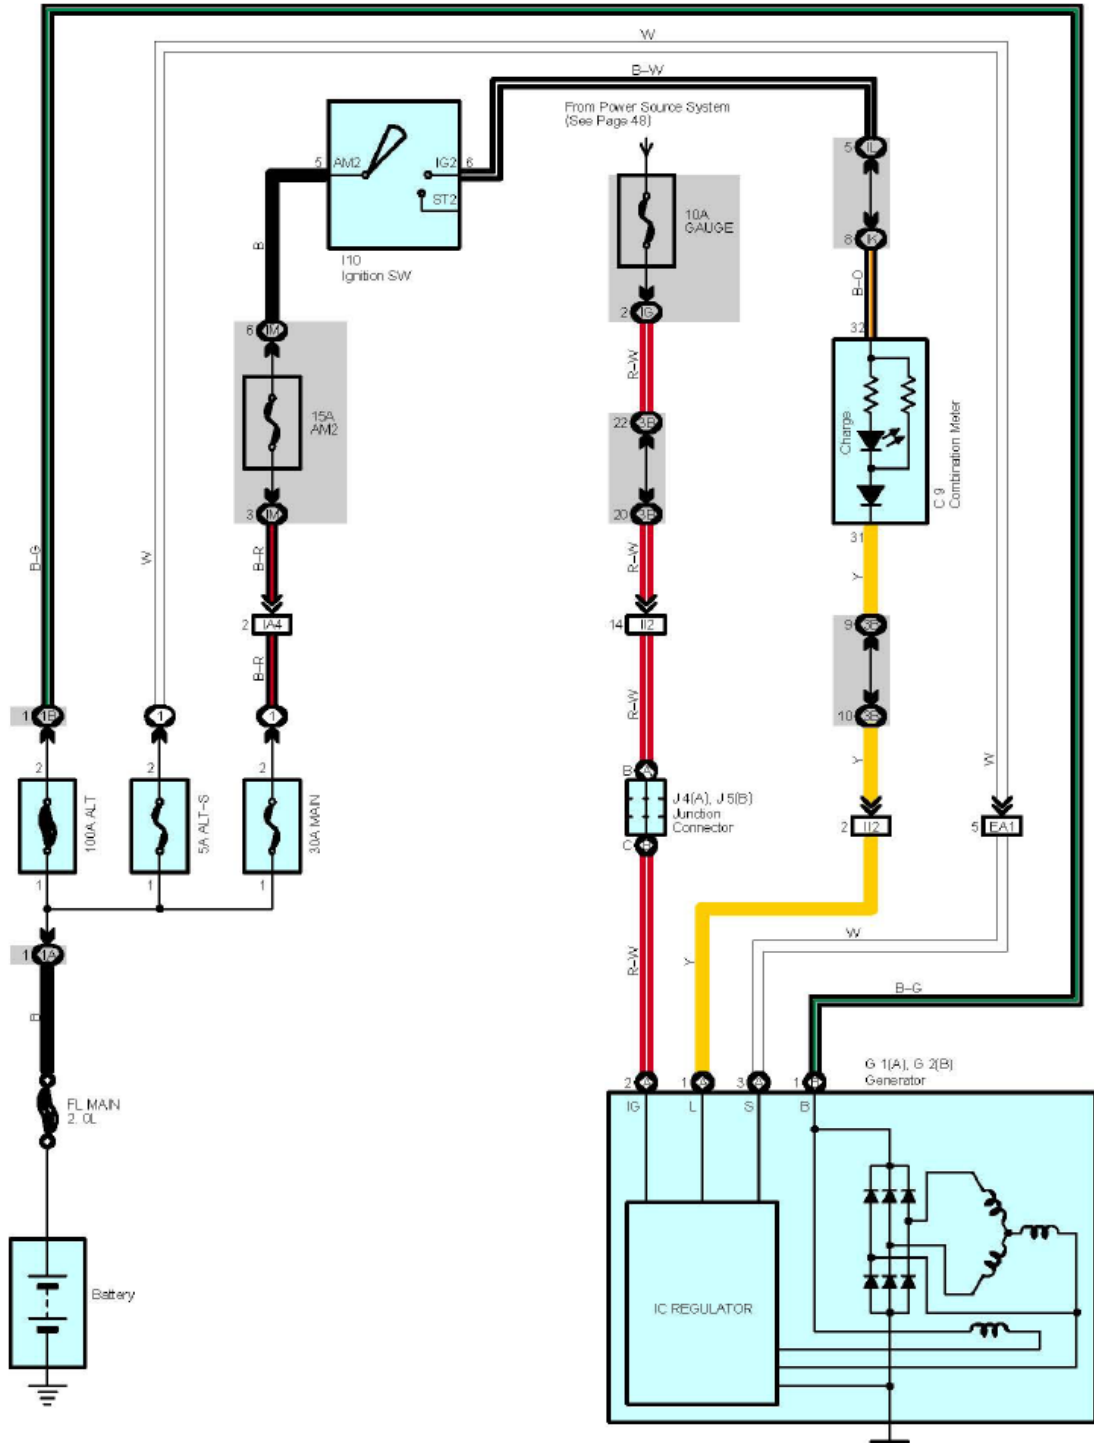 W
B-W
From Power Source System
(See Page 48)
5 AM2
IG2 6
ST2
I10
Ignition SW
5 IL
8 IK
10A
GAUGE
2 IG
B
B-O
32
6 IM
15A
AM2
3 IM
R-W
22 3B
20 3B
Charge
C 9
Combination Meter
31
B-G
W
B-R
R-W
Y
2 IA4
14 II2
9 3B
B-R
R-W
10 3B
1 1B
1
1
Y
W
2
2
2
100A ALT
5A ALT-S
30A MAIN
1
1
1
B A
J 4(A), J 5(B)
Junction
Connector
C B
2 II2
5 EA1
1 1A
B
R-W
Y
W
B-G
FL MAIN
2. 0L
G 1(A), G 2(B)
Generator
2 A
1 A
3 A
1 B
IG
L
S
B
Battery
IC REGULATOR